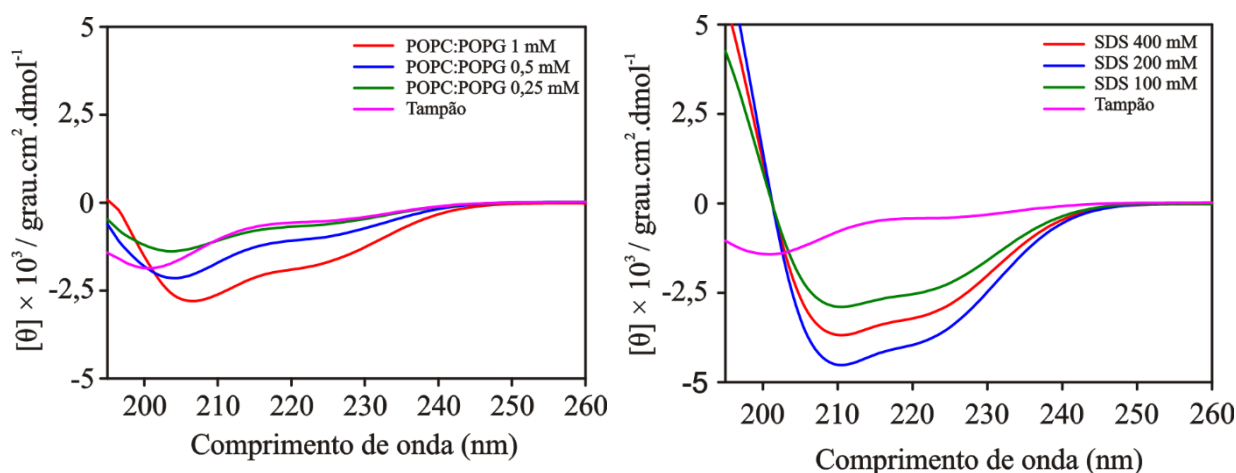 [θ] × 10³ / grau.cm².dmol⁻¹
5
2,5
0
-2,5
-5
POPC:POPG 1 mM
POPC:POPG 0,5 mM
POPC:POPG 0,25 mM
Tampão
200 210 220 230 240 250 260
Comprimento de onda (nm)
[θ] × 10³ / grau.cm².dmol⁻¹
5
2,5
0
-2,5
-5
SDS 400 mM
SDS 200 mM
SDS 100 mM
Tampão
200 210 220 230 240 250 260
Comprimento de onda (nm)